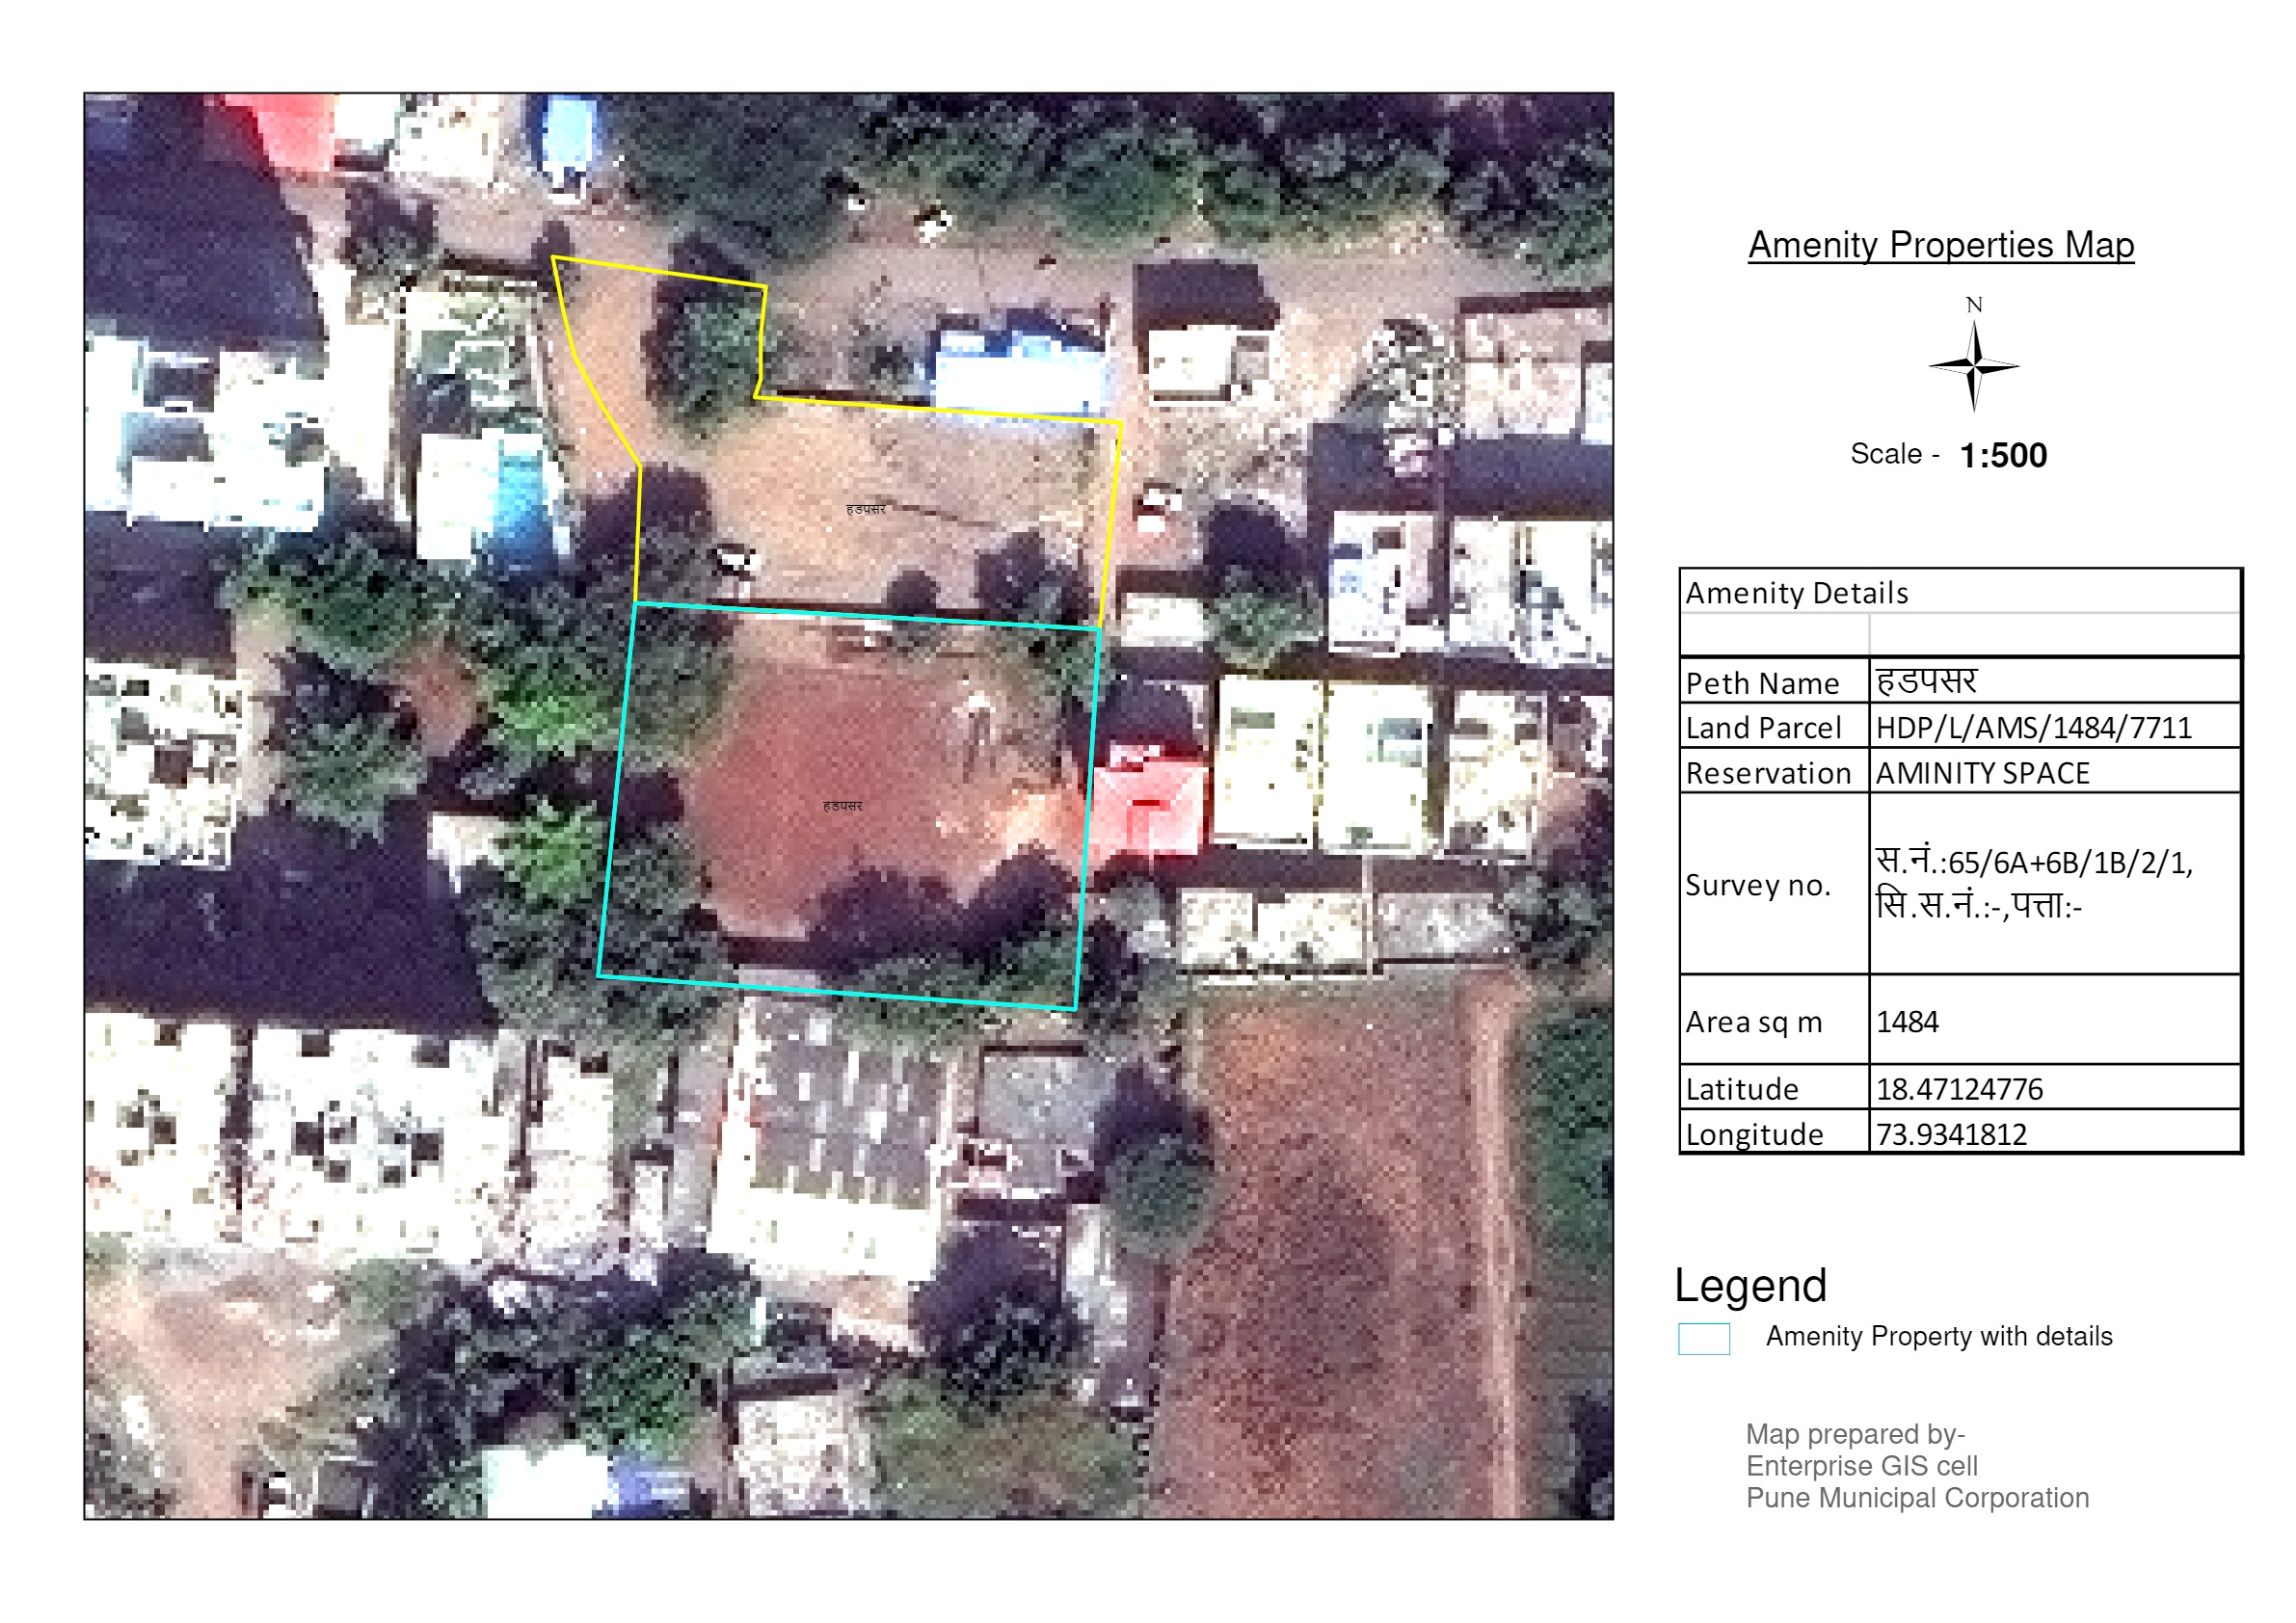 Amenity Properties Map
N
Scale - 1:500
हडपसर
हडपसर
Amenity Details
Peth Name हडपसर
Land Parcel HDP/L/AMS/1484/7711
Reservation AMINITY SPACE
Survey no. स.नं.:65/6A+6B/1B/2/1,
सि.स.नं.:-,पत्ता:-
Area sq m 1484
Latitude 18.47124776
Longitude 73.9341812
Legend
Amenity Property with details
Map prepared by-
Enterprise GIS cell
Pune Municipal Corporation